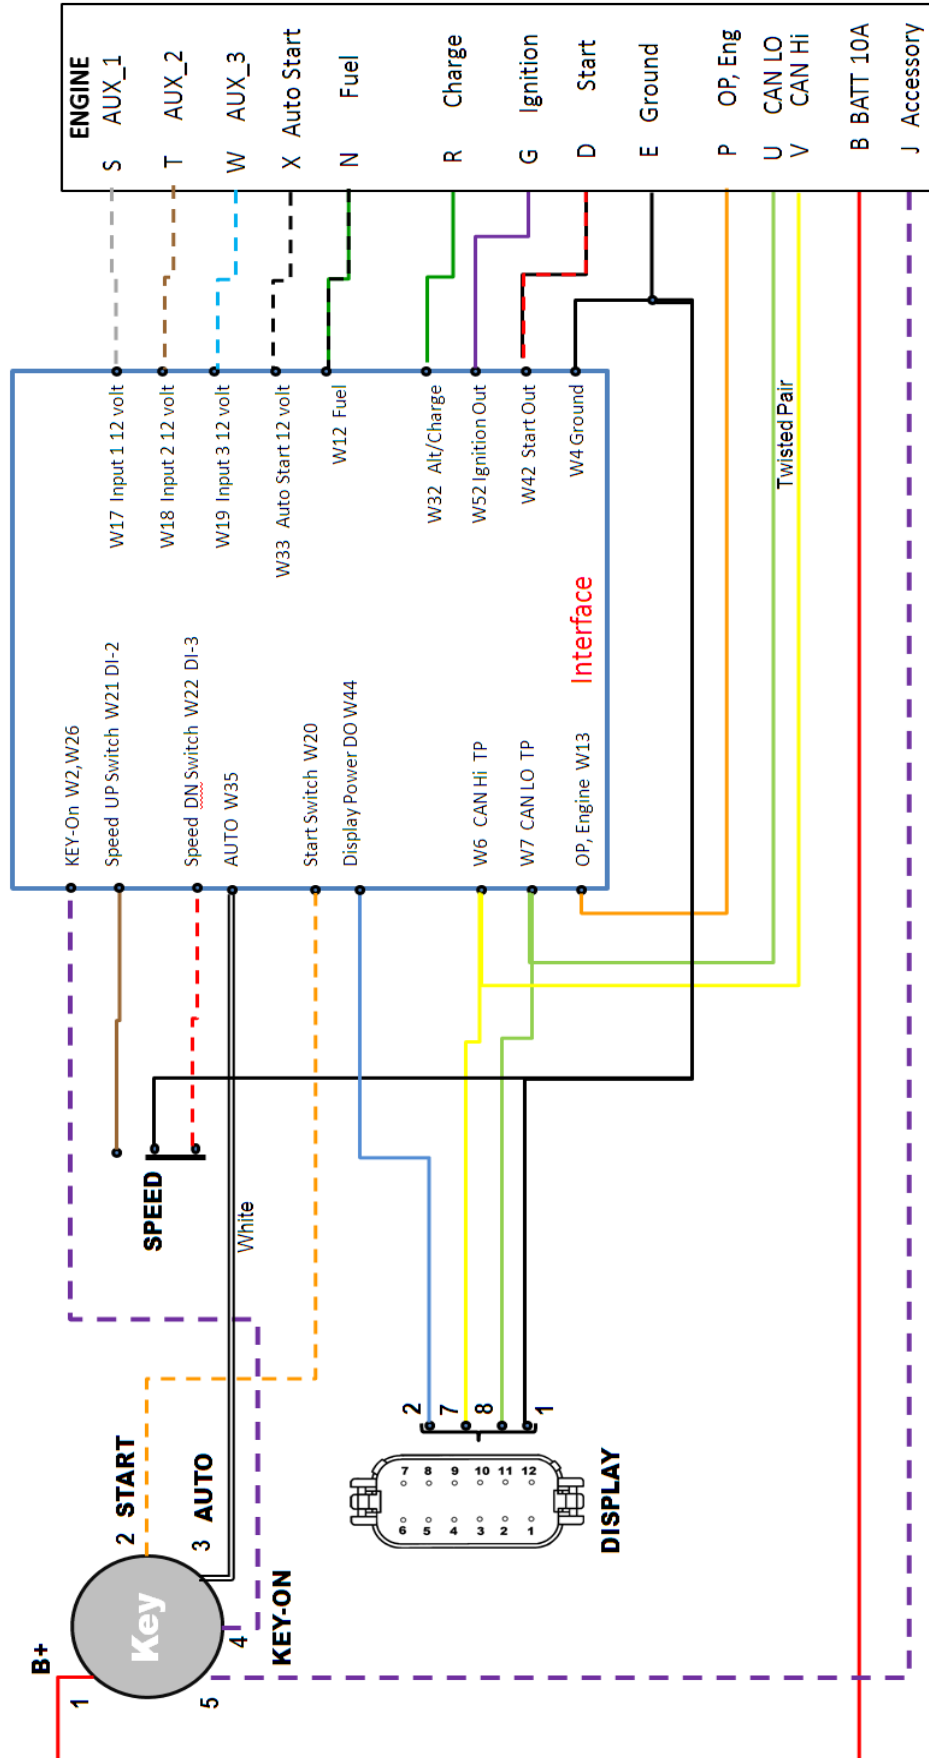 ENGINE
S AUX_1
T AUX_2
W AUX_3
X Auto Start
N Fuel
R Charge
G Ignition
D Start
E Ground
P OP, Eng
U CAN LO
V CAN Hi
B BATT 10A
J Accessory
W17 Input 1 12 volt
W18 Input 2 12 volt
W19 Input 3 12 volt
W33 Auto Start 12 volt
W12 Fuel
W32 Alt/Charge
W52 Ignition Out
W42 Start Out
W4 Ground
Twisted Pair
Interface
KEY-On W2,W26
Speed UP Switch W21 DI-2
Speed DN Switch W22 DI-3
AUTO W35
Start Switch W20
Display Power DO W44
W6 CAN Hi TP
W7 CAN LO TP
OP, Engine W13
SPEED
White
2 START
3 AUTO
Key
B+
1
5
4
KEY-ON
2
7
8
1
7 8 9 10 11 12
6 5 4 3 2 1
DISPLAY